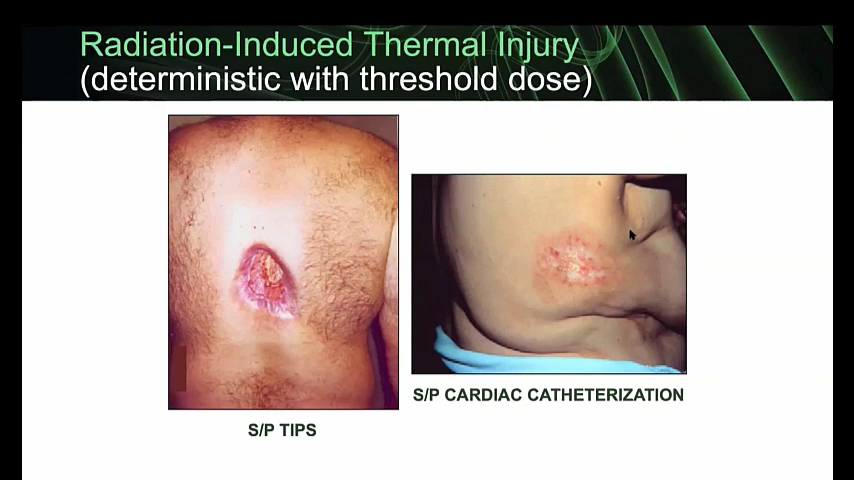 Radiation-Induced Thermal Injury
(deterministic with threshold dose)
S/P CARDIAC CATHETERIZATION
S/P TIPS